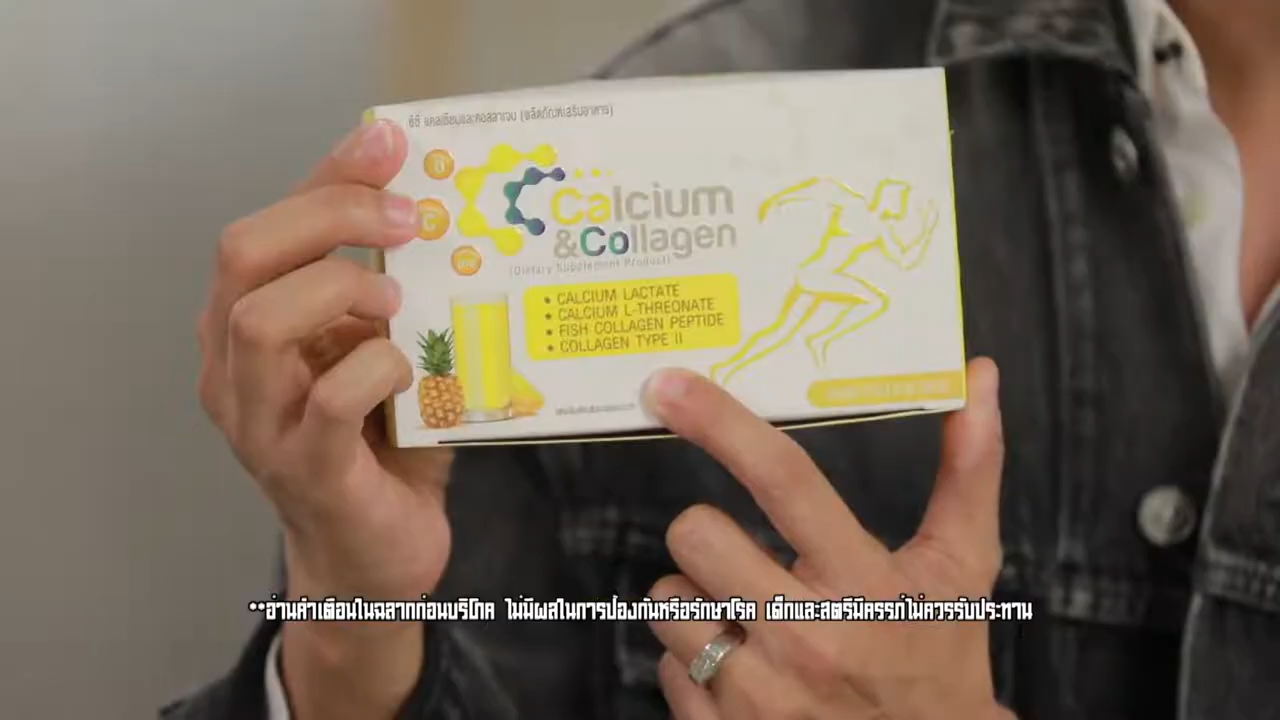 ซีซี แคลเซียมและคอลลาเจน (ผลิตภัณฑ์เสริมอาหาร)
C
Calcium
&Collagen
(Dietary Supplement Product)
• CALCIUM LACTATE
• CALCIUM L-THREONATE
• FISH COLLAGEN PEPTIDE
• COLLAGEN TYPE II
**อ่านคำเตือนในฉลากก่อนบริโภค ไม่มีผลในการป้องกันหรือรักษาโรค เด็กและสตรีมีครรภ์ไม่ควรรับประทาน